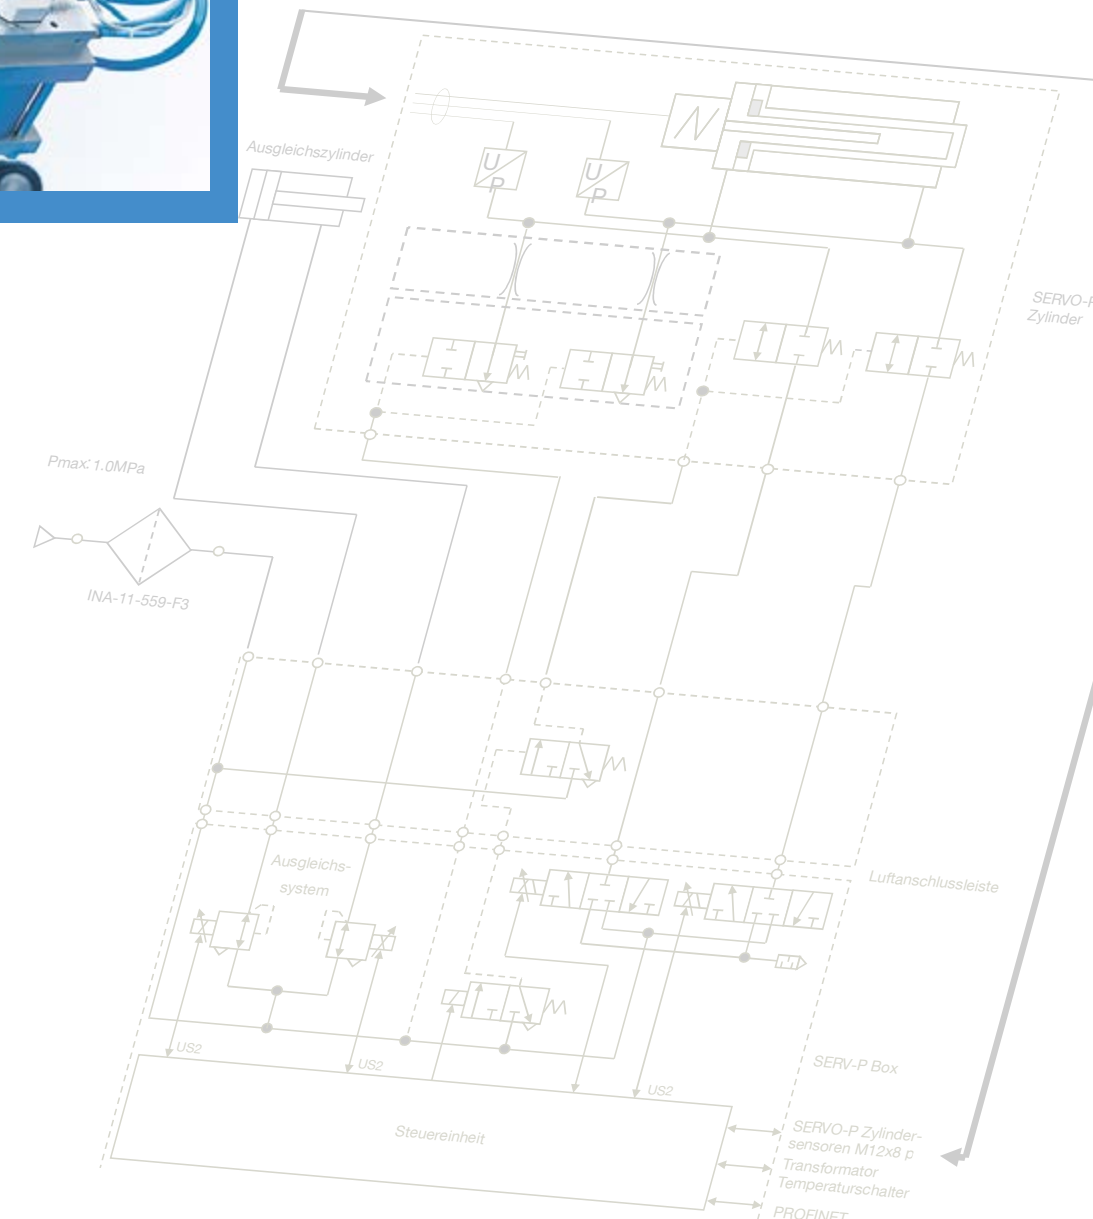 Ausgleichszylinder
U
P
U
P
SERVO-P
Zylinder
Pmax: 1.0MPa
INA-11-559-F3
Ausgleichs-
system
Luftanschlussleiste
US2
US2
US2
SERV-P Box
Steuereinheit
SERVO-P Zylinder-
sensoren M12x8 p
Transformator
Temperaturschalter
PROFINET